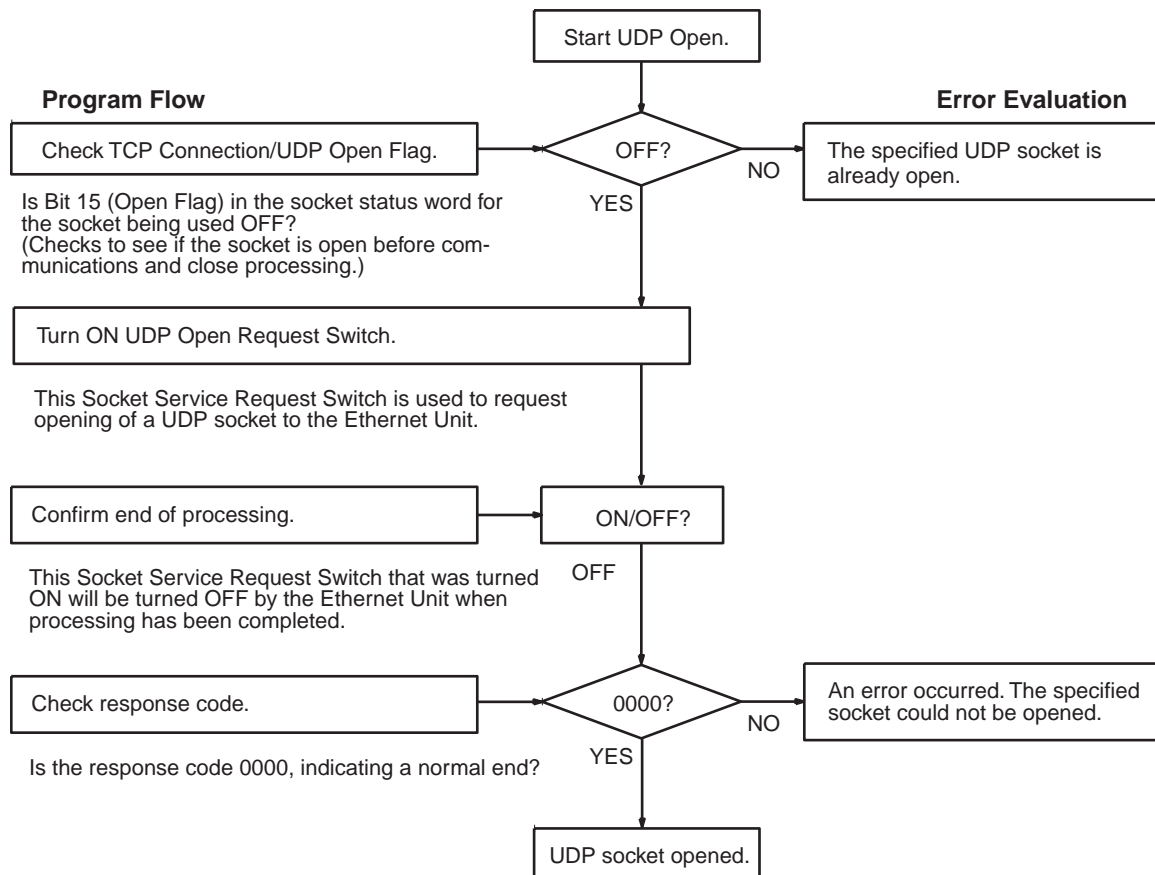 Start UDP Open.
Program Flow
Error Evaluation
Check TCP Connection/UDP Open Flag.
OFF?
NO
The specified UDP socket is
already open.
YES
Is Bit 15 (Open Flag) in the socket status word for
the socket being used OFF?
(Checks to see if the socket is open before com-
munications and close processing.)
Turn ON UDP Open Request Switch.
This Socket Service Request Switch is used to request
opening of a UDP socket to the Ethernet Unit.
Confirm end of processing.
ON/OFF?
OFF
This Socket Service Request Switch that was turned
ON will be turned OFF by the Ethernet Unit when
processing has been completed.
Check response code.
0000?
NO
An error occurred. The specified
socket could not be opened.
YES
Is the response code 0000, indicating a normal end?
UDP socket opened.